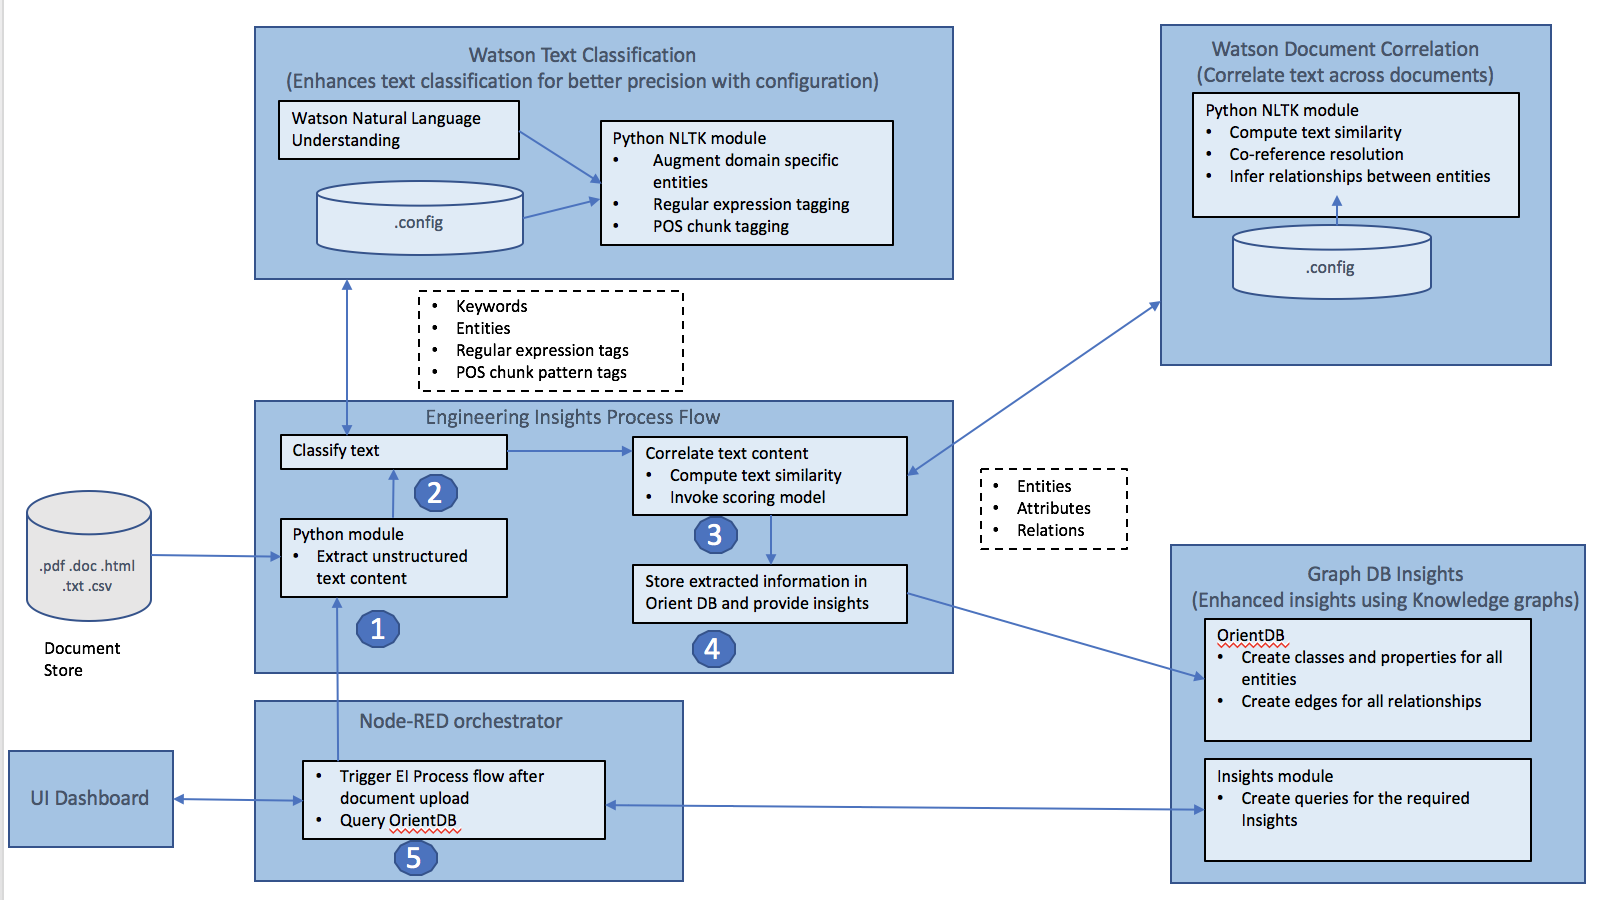 Watson Text Classification
(Enhances text classification for better precision with configuration)
Watson Natural Language
Understanding
.config
Python NLTK module
• Augment domain specific
entities
• Regular expression tagging
• POS chunk tagging
Watson Document Correlation
(Correlate text across documents)
Python NLTK module
• Compute text similarity
• Co-reference resolution
• Infer relationships between entities
.config
• Keywords
• Entities
• Regular expression tags
• POS chunk pattern tags
Engineering Insights Process Flow
Classify text
2
Python module
• Extract unstructured
text content
1
Correlate text content
• Compute text similarity
• Invoke scoring model
3
Store extracted information in
Orient DB and provide insights
4
.pdf .doc .html
.txt .csv
Document
Store
• Entities
• Attributes
• Relations
Graph DB Insights
(Enhanced insights using Knowledge graphs)
OrientDB
• Create classes and properties for all
entities
• Create edges for all relationships
Insights module
• Create queries for the required
Insights
Node-RED orchestrator
• Trigger EI Process flow after
document upload
• Query OrientDB
5
UI Dashboard